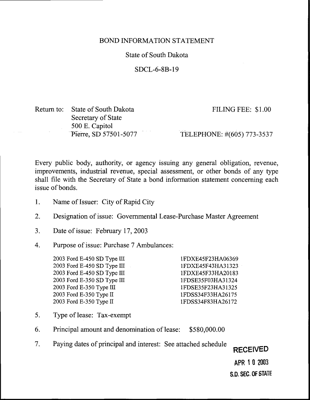 BOND INFORMATION STATEMENT
State of South Dakota
SDCL-6-8B-19
Return to: State of South Dakota FILING FEE: $1.00
Secretary of State
500 E. Capitol
Pierre, SD 57501-5077 TELEPHONE: #(605) 773-3537
Every public body, authority, or agency issuing any general obligation, revenue,
improvements, industrial revenue, special assessment, or other bonds of any type
shall file with the Secretary of State a bond information statement concerning each
issue of bonds.
1. Name of Issuer: City of Rapid City
2. Designation of issue: Governmental Lease-Purchase Master Agreement
3. Date of issue: February 17, 2003
4. Purpose of issue: Purchase 7 Ambulances:
2003 Ford E-450 SD Type III 1FDXE45F23HA06369
2003 Ford E-450 SD Type III 1FDXE45F43HA31323
2003 Ford E-450 SD Type III 1FDXE45F73HA20183
2003 Ford E-350 SD Type III 1FDSE35F03HA31324
2003 Ford E-350 Type III 1FDSE35F23HA31325
2003 Ford E-350 Type II 1FDSS34F33HA26175
2003 Ford E-350 Type II 1FDSS34F83HA26172
5. Type of lease: Tax-exempt
6. Principal amount and denomination of lease: $580,000.00
7. Paying dates of principal and interest: See attached schedule
RECEIVED
APR 10 2003
S.D. SEC. OF STATE